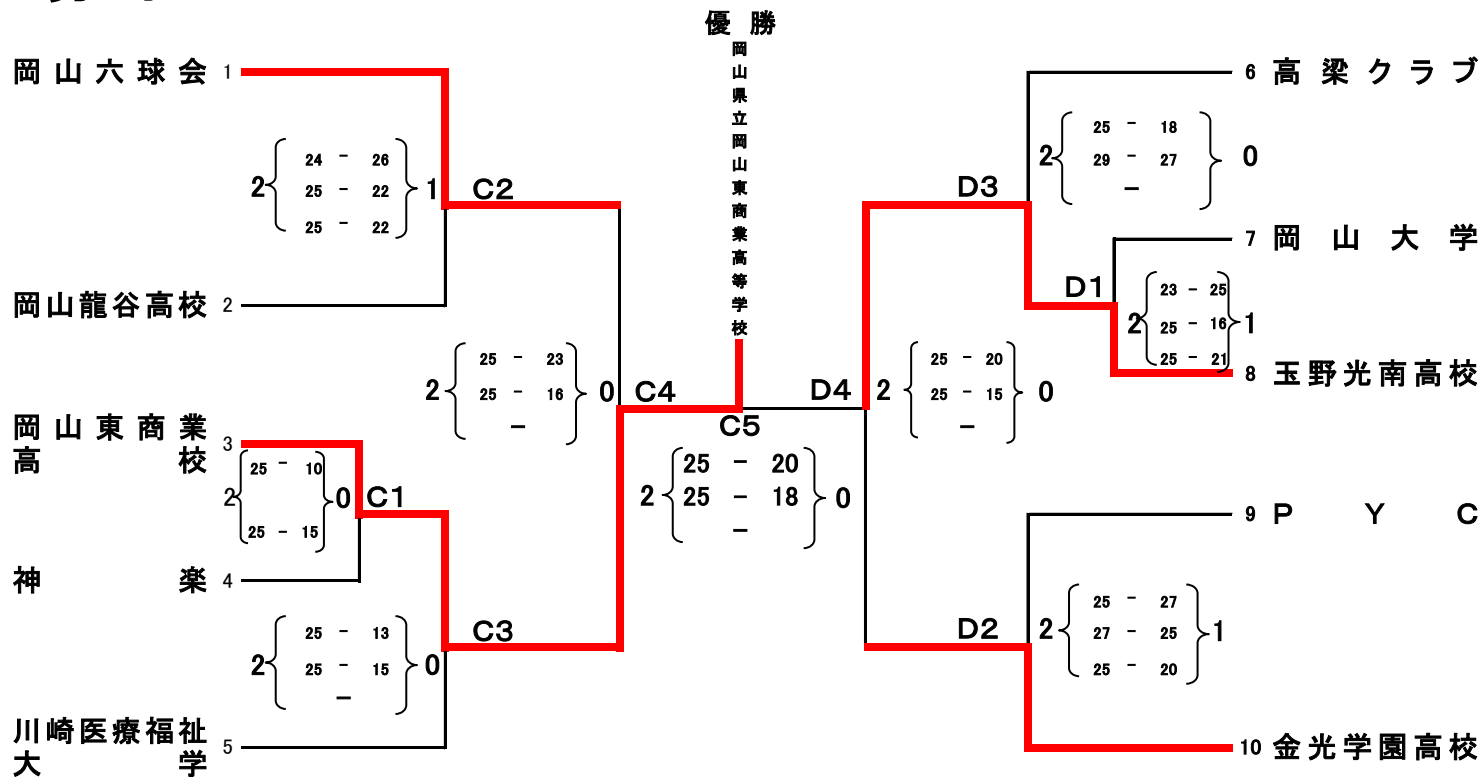 優勝
岡山県立岡山東商業高等学校
岡山六球会 1
2 24 - 26 1
25 - 22
25 - 22
C2
岡山龍谷高校 2
2 25 - 23 0
25 - 16
-
C4
岡山東商業高校 3
2 25 - 10 0
25 - 15
C1
神楽 4
2 25 - 13 0
25 - 15
-
C3
川崎医療福祉大学 5
C5
2 25 - 20 0
25 - 18
-
6 高梁クラブ
2 25 - 18 0
29 - 27
-
D3
7 岡山大学
D1
2 23 - 25 1
25 - 16
25 - 21
8 玉野光南高校
D4
2 25 - 20 0
25 - 15
-
9 PYC
D2
2 25 - 27 1
27 - 25
25 - 20
10 金光学園高校